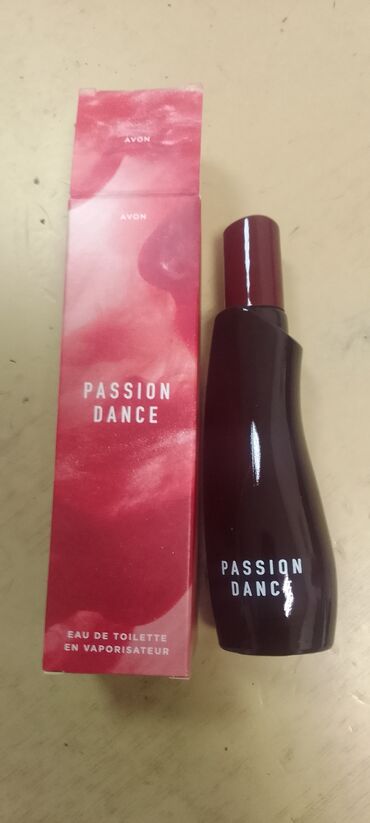 AVON
AVON
PASSION
DANCE
EAU DE TOILETTE
EN VAPORISATEUR
PASSION
DANCE